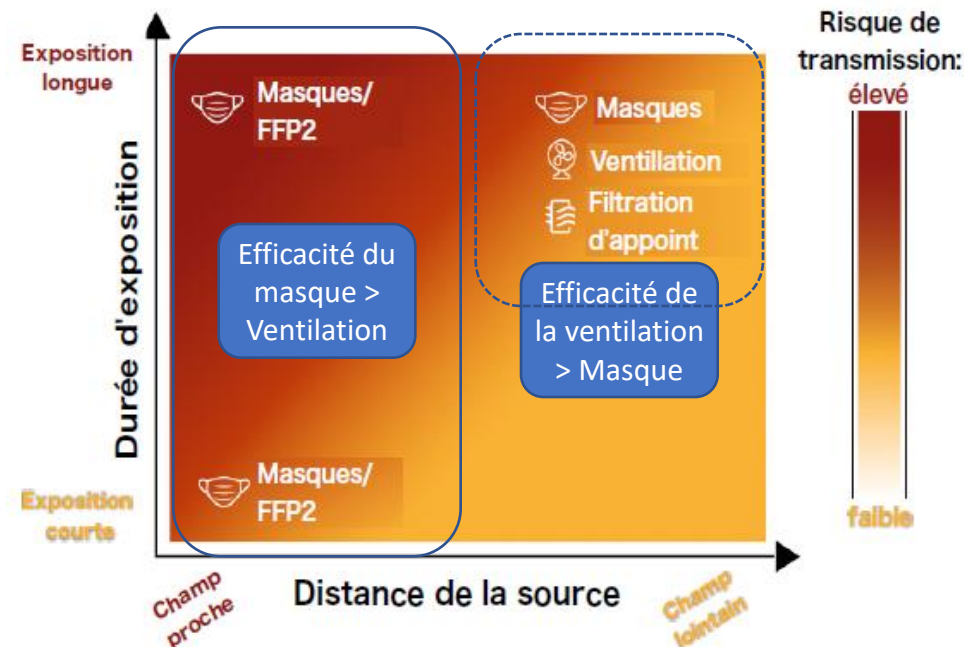 Exposition
longue
Masques/
FFP2
Masques
Ventillation
Filtration
d'appoint
Efficacité du
masque >
Ventilation
Efficacité de
la ventilation
> Masque
Masques/
FFP2
Exposition
courte
Durée d'exposition
Champ
proche
Distance de la source
Champ
lointain
Risque de
transmission:
élevé
faible